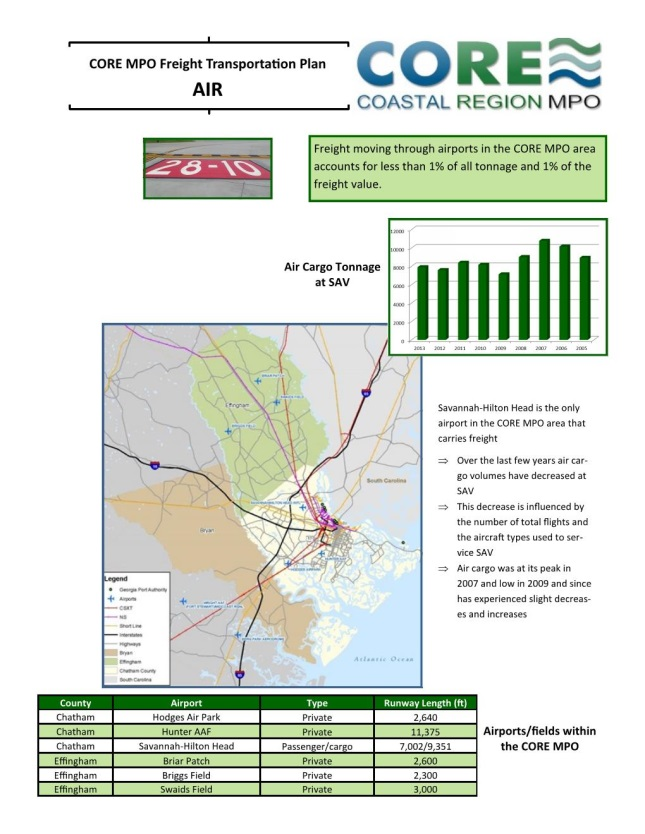 CORE MPO Freight Transportation Plan
AIR
CORE
COASTAL REGION MPO
28-10
Freight moving through airports in the CORE MPO area
accounts for less than 1% of all tonnage and 1% of the
freight value.
Air Cargo Tonnage
at SAV
12000
10000
8000
6000
4000
2000
0
2013 2012 2011 2010 2009 2008 2007 2006 2005
Savannah-Hilton Head is the only
airport in the CORE MPO area that
carries freight
⇒ Over the last few years air car-
go volumes have decreased at
SAV
⇒ This decrease is influenced by
the number of total flights and
the aircraft types used to ser-
vice SAV
⇒ Air cargo was at its peak in
2007 and low in 2009 and since
has experienced slight decreas-
es and increases
Effingham
South Carolina
Bryan
Atlantic Ocean
Legend
Georgia Port Authority
Airports
CSXT
NS
Short Line
Interstates
Highways
Bryan
Effingham
Chatham County
South Carolina
County Airport Type Runway Length (ft)
Chatham Hodges Air Park Private 2,640
Chatham Hunter AAF Private 11,375
Chatham Savannah-Hilton Head Passenger/cargo 7,002/9,351
Effingham Briar Patch Private 2,600
Effingham Briggs Field Private 2,300
Effingham Swaids Field Private 3,000
Airports/fields within
the CORE MPO